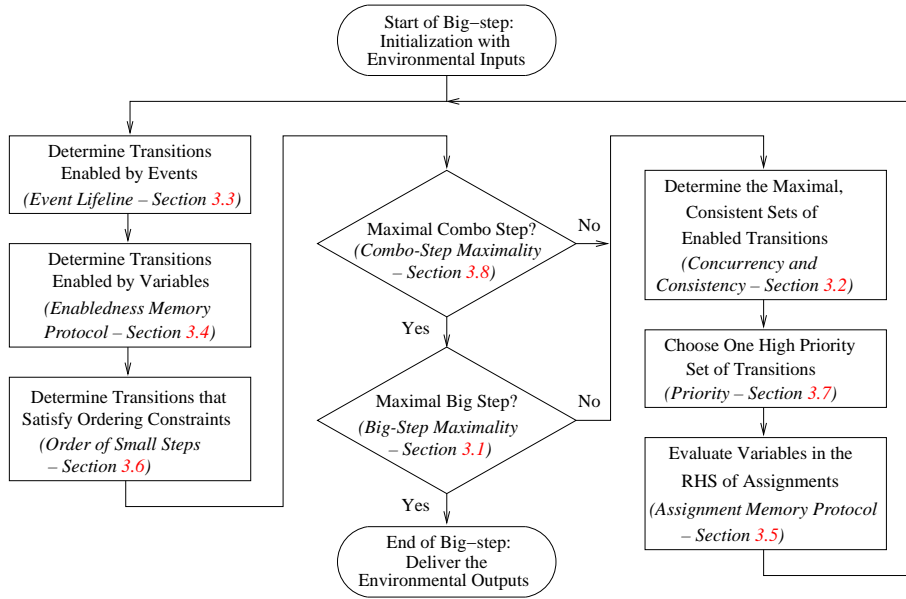 Start of Big–step:
Initialization with
Environmental Inputs
Determine Transitions
Enabled by Events
(Event Lifeline – Section 3.3)
Determine Transitions
Enabled by Variables
(Enabledness Memory
Protocol – Section 3.4)
Determine Transitions that
Satisfy Ordering Constraints
(Order of Small Steps
– Section 3.6)
Maximal Combo Step?
(Combo-Step Maximality
– Section 3.8)
No
Yes
Maximal Big Step?
(Big-Step Maximality
– Section 3.1)
No
Yes
End of Big–step:
Deliver the
Environmental Outputs
Determine the Maximal,
Consistent Sets of
Enabled Transitions
(Concurrency and
Consistency – Section 3.2)
Choose One High Priority
Set of Transitions
(Priority – Section 3.7)
Evaluate Variables in the
RHS of Assignments
(Assignment Memory Protocol
– Section 3.5)